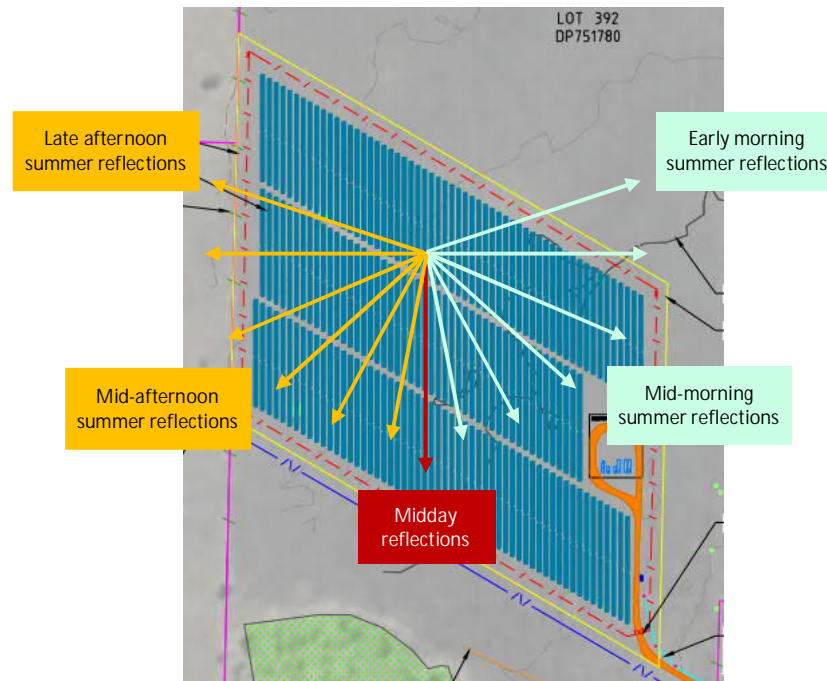 LOT 392
DP751780
Late afternoon
summer reflections
Early morning
summer reflections
Mid-afternoon
summer reflections
Mid-morning
summer reflections
Midday
reflections